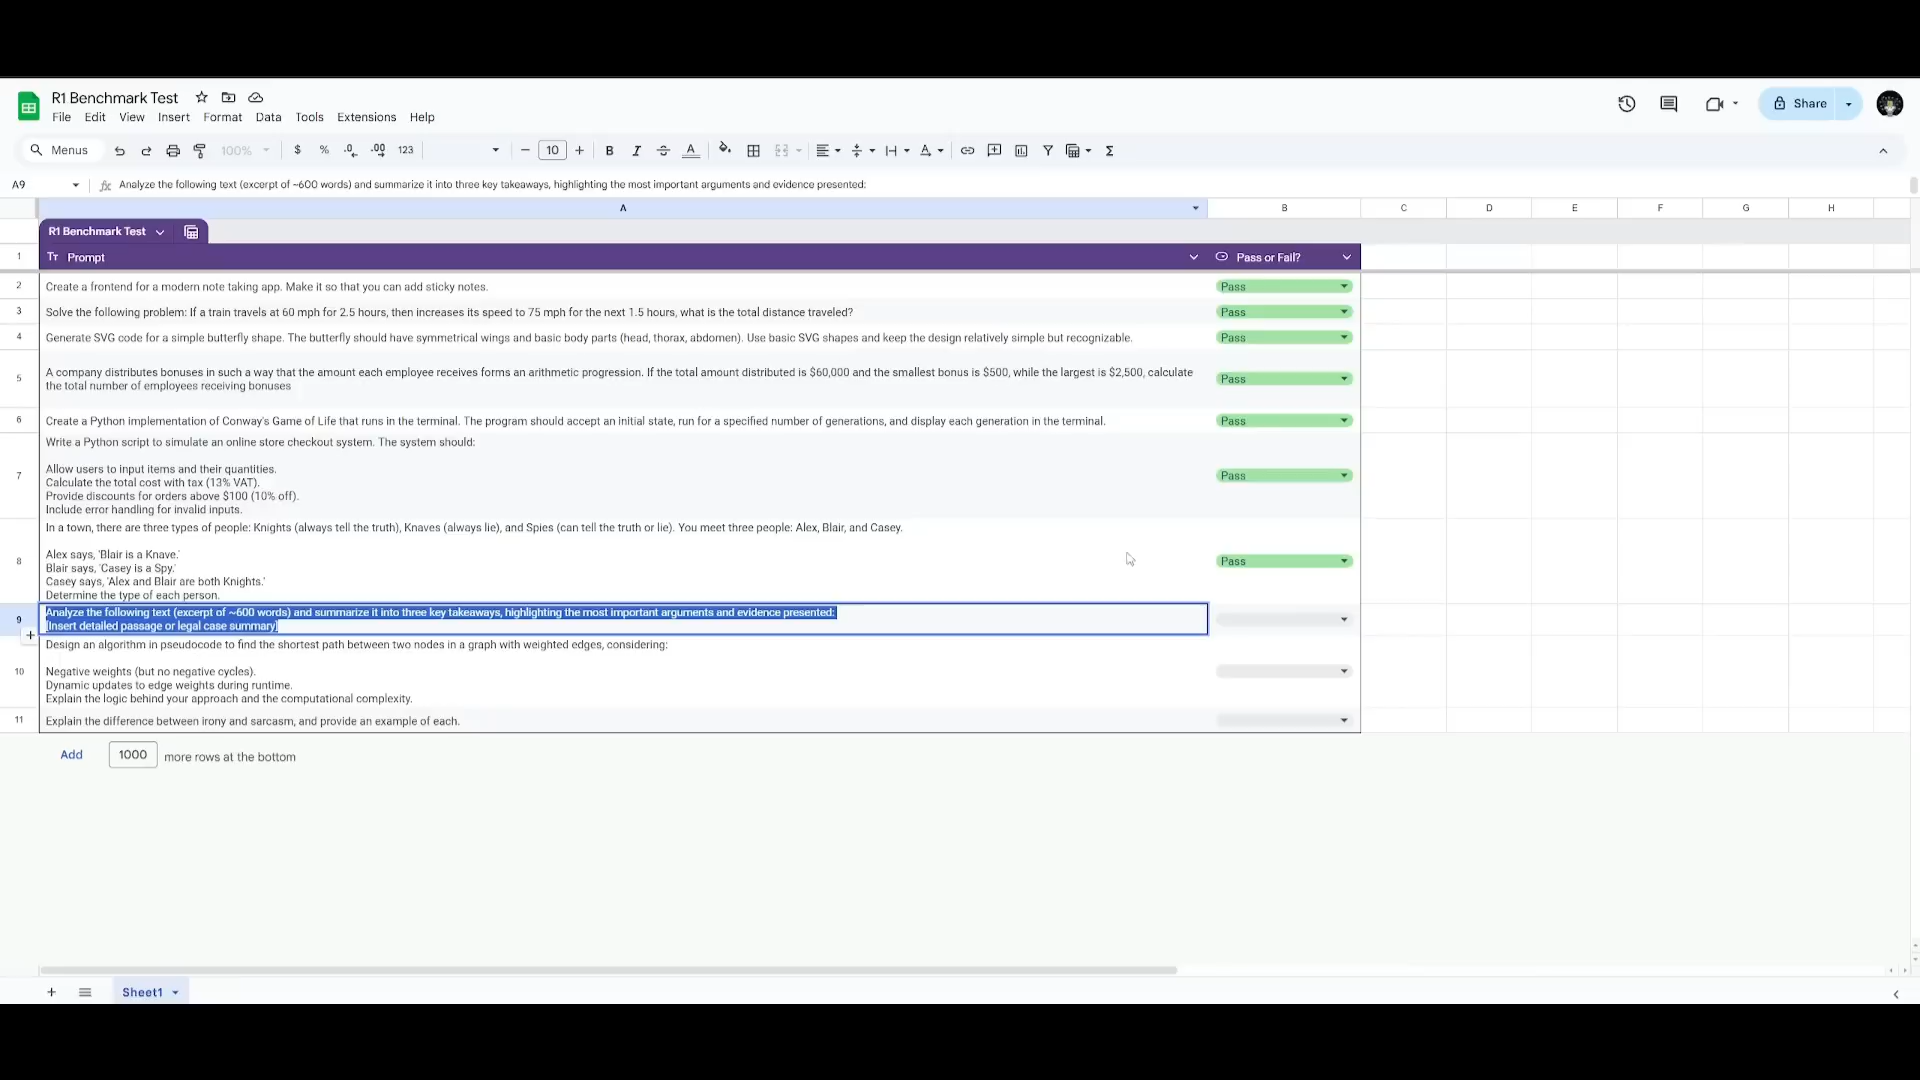 R1 Benchmark Test
File Edit View Insert Format Data Tools Extensions Help
Share
Menus 100% $ % .0 .00 123 10 B I A Σ
A9 fx Analyze the following text (excerpt of ~600 words) and summarize it into three key takeaways, highlighting the most important arguments and evidence presented:
A B C D E F G H
R1 Benchmark Test
1 Tт Prompt Pass or Fail?
2 Create a frontend for a modern note taking app. Make it so that you can add sticky notes. Pass
3 Solve the following problem: If a train travels at 60 mph for 2.5 hours, then increases its speed to 75 mph for the next 1.5 hours, what is the total distance traveled? Pass
4 Generate SVG code for a simple butterfly shape. The butterfly should have symmetrical wings and basic body parts (head, thorax, abdomen). Use basic SVG shapes and keep the design relatively simple but recognizable. Pass
A company distributes bonuses in such a way that the amount each employee receives forms an arithmetic progression. If the total amount distributed is $60,000 and the smallest bonus is $500, while the largest is $2,500, calculate
5 Pass
the total number of employees receiving bonuses
6 Create a Python implementation of Conway's Game of Life that runs in the terminal. The program should accept an initial state, run for a specified number of generations, and display each generation in the terminal. Pass
Write a Python script to simulate an online store checkout system. The system should:
Allow users to input items and their quantities.
7 Pass
Calculate the total cost with tax (13% VAT).
Provide discounts for orders above $100 (10% off).
Include error handling for invalid inputs.
In a town, there are three types of people: Knights (always tell the truth), Knaves (always lie), and Spies (can tell the truth or lie). You meet three people: Alex, Blair, and Casey.
Alex says, 'Blair is a Knave.'
8 Pass
Blair says, 'Casey is a Spy.'
Casey says, 'Alex and Blair are both Knights.'
Determine the type of each person.
Analyze the following text (excerpt of ~600 words) and summarize it into three key takeaways, highlighting the most important arguments and evidence presented:
9
[Insert detailed passage or legal case summary]
Design an algorithm in pseudocode to find the shortest path between two nodes in a graph with weighted edges, considering:
10 Negative weights (but no negative cycles).
Dynamic updates to edge weights during runtime.
Explain the logic behind your approach and the computational complexity.
11 Explain the difference between irony and sarcasm, and provide an example of each.
Add 1000 more rows at the bottom
Sheet1